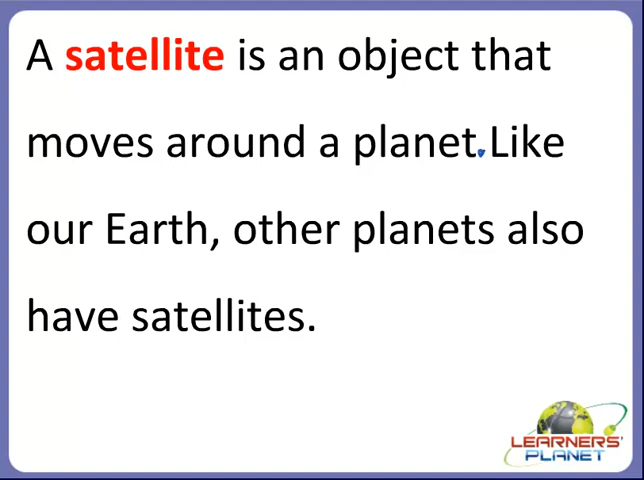 A satellite is an object that
moves around a planet. Like
our Earth, other planets also
have satellites.
LEARNERS'
PLANET